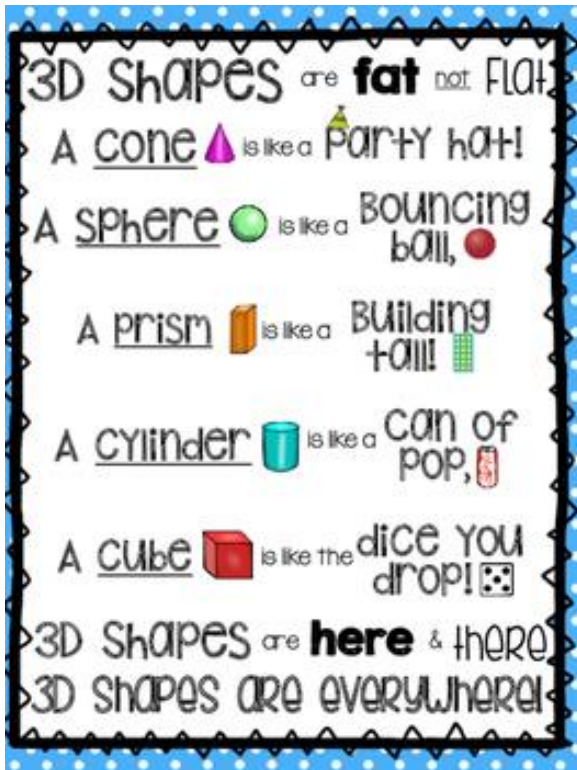 3D Shapes are fat not Flat
A cone is like a Party hat!
A sphere is like a Bouncing
ball,
A prism is like a Building
tall!
A cylinder is like a can of
pop,
A cube is like the dice you
drop!
3D Shapes are here & there
3D Shapes are everywhere!